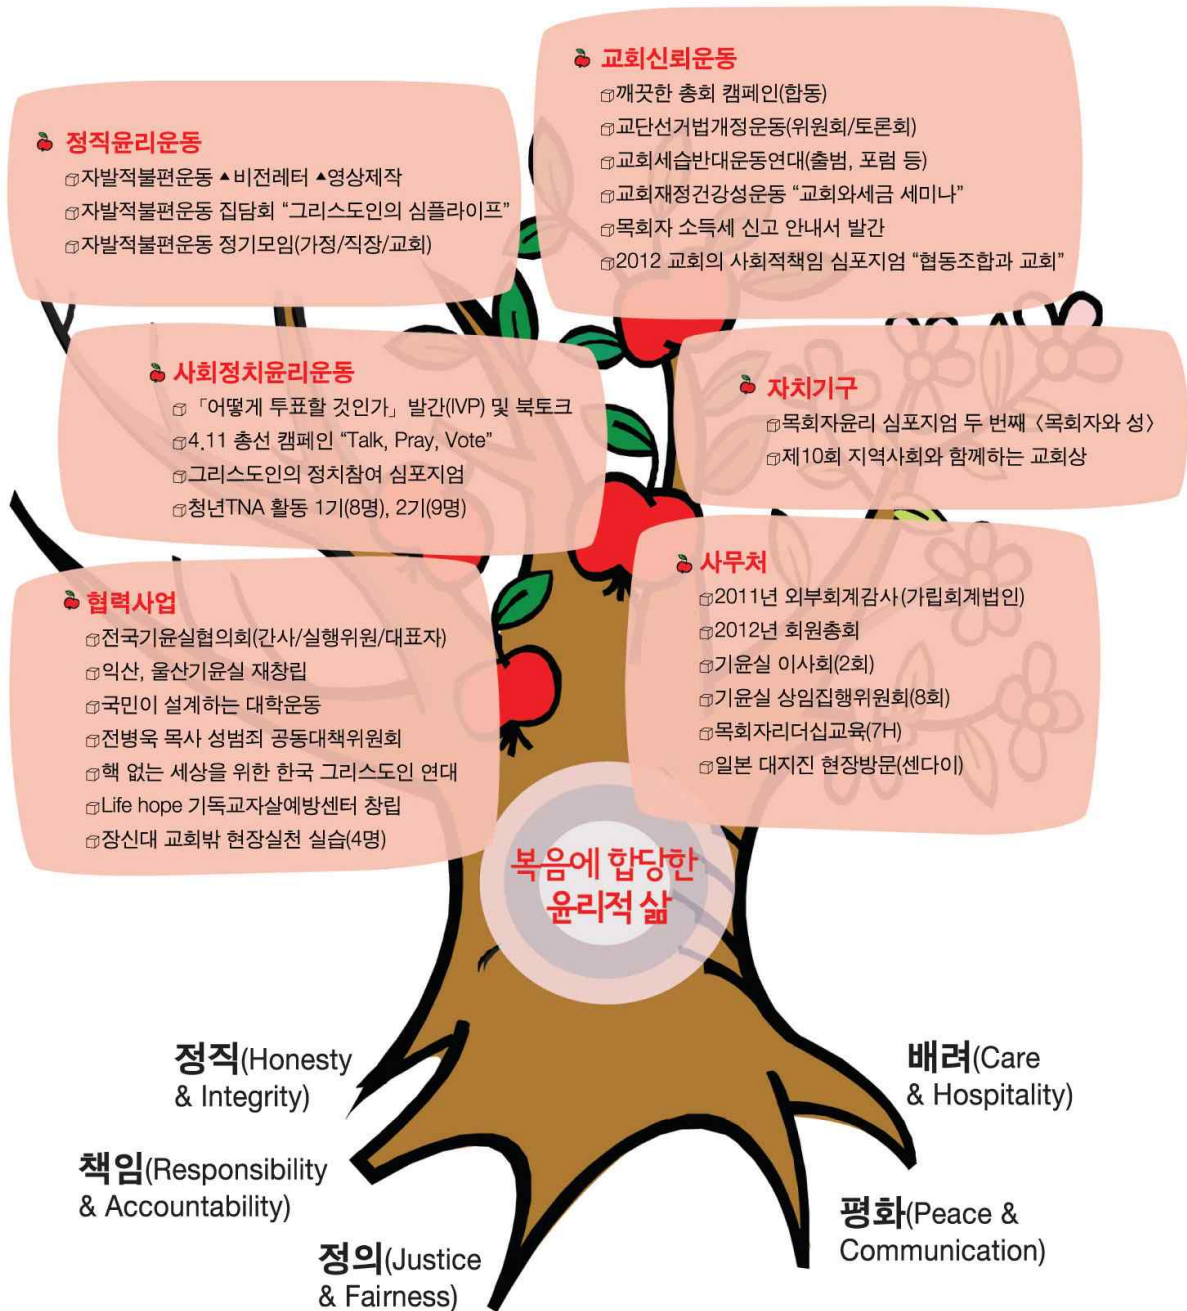 정직윤리운동
자발적불편운동 ▲비전레터 ▲영상제작
자발적불편운동 집담회 “그리스도인의 심플라이프”
자발적불편운동 정기모임(가정/직장/교회)
교회신뢰운동
깨끗한 총회 캠페인(합동)
교단선거법개정운동(위원회/토론회)
교회세습반대운동연대(출범, 포럼 등)
교회재정건강성운동 “교회와세금 세미나”
목회자 소득세 신고 안내서 발간
2012 교회의 사회적책임 심포지엄 “협동조합과 교회”
사회정치윤리운동
「어떻게 투표할 것인가」 발간(IVP) 및 북토크
4.11 총선 캠페인 “Talk, Pray, Vote”
그리스도인의 정치참여 심포지엄
청년TNA 활동 1기(8명), 2기(9명)
자치기구
목회자윤리 심포지엄 두 번째 〈목회자와 성〉
제10회 지역사회와 함께하는 교회상
협력사업
전국기윤실협의회(간사/실행위원/대표자)
익산, 울산기윤실 재창립
국민이 설계하는 대학운동
전병욱 목사 성범죄 공동대책위원회
핵 없는 세상을 위한 한국 그리스도인 연대
Life hope 기독교자살예방센터 창립
장신대 교회밖 현장실천 실습(4명)
사무처
2011년 외부회계감사(가립회계법인)
2012년 회원총회
기윤실 이사회(2회)
기윤실 상임집행위원회(8회)
목회자리더십교육(7H)
일본 대지진 현장방문(센다이)
복음에 합당한
윤리적 삶
정직(Honesty
& Integrity)
책임(Responsibility
& Accountability)
정의(Justice
& Fairness)
배려(Care
& Hospitality)
평화(Peace &
Communication)